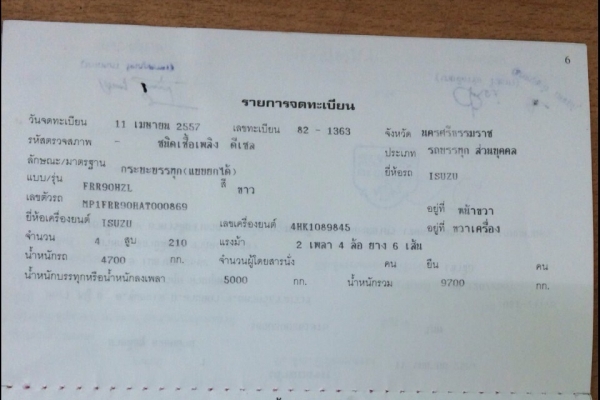 6
รายการจดทะเบียน
วันจดทะเบียน 11 เมษายน 2557 เลขทะเบียน 82 - 1363 จังหวัด นครศรีธรรมราช
รหัสตรวจสภาพ - ชนิดเชื้อเพลิง ดีเซล ประเภท รถบรรทุก ส่วนบุคคล
ลักษณะ/มาตรฐาน กระบะบรรทุก(แบบยกได้) ยี่ห้อรถ ISUZU
แบบ/รุ่น FRR90HZL สี ขาว
เลขตัวรถ MP1FRR90HAT000869 อยู่ที่ หน้าขวา
ยี่ห้อเครื่องยนต์ ISUZU เลขเครื่องยนต์ 4HK1089845 อยู่ที่ ขวาเครื่อง
จำนวน 4 สูบ 210 แรงม้า 2 เพลา 4 ล้อ ยาง 6 เส้น
น้ำหนักรถ 4700 กก. จำนวนผู้โดยสารนั่ง คน ยืน คน
น้ำหนักบรรทุกหรือน้ำหนักลงเพลา 5000 กก. น้ำหนักรวม 9700 กก.